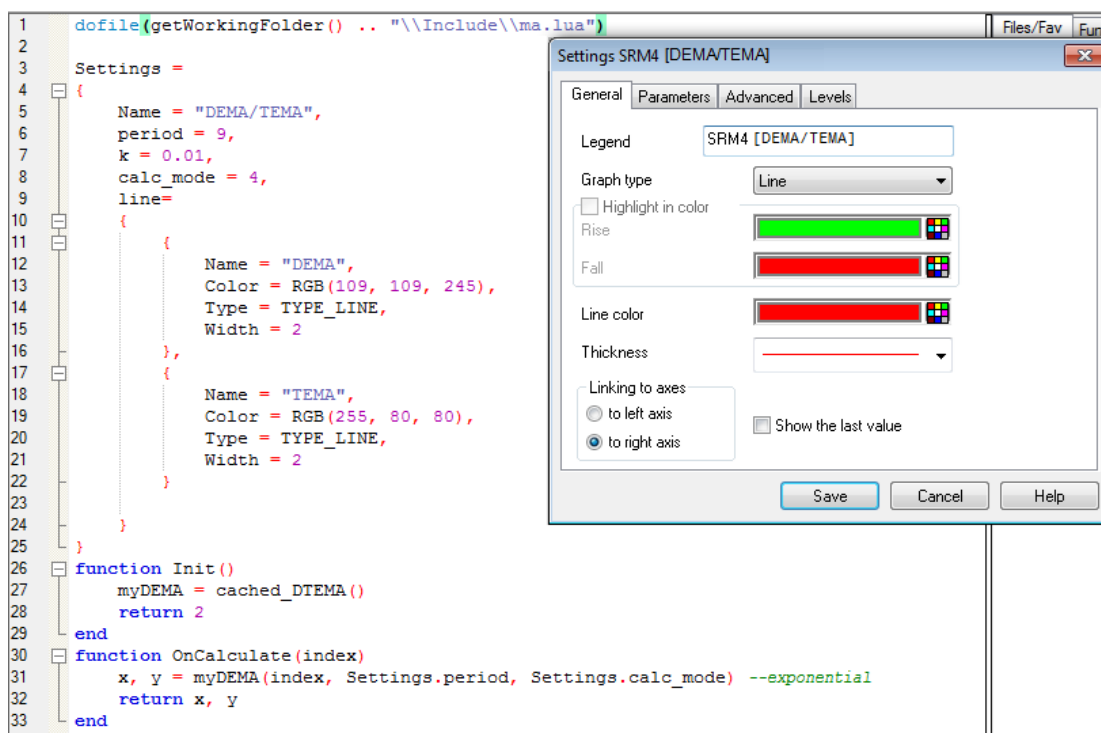 1 dofile(getWorkingFolder() .. "\\Include\\ma.lua")
2
3 Settings =
4 {
5 Name = "DEMA/TEMA",
6 period = 9,
7 k = 0.01,
8 calc_mode = 4,
9 line=
10 {
11 {
12 Name = "DEMA",
13 Color = RGB(109, 109, 245),
14 Type = TYPE_LINE,
15 Width = 2
16 },
17 {
18 Name = "TEMA",
19 Color = RGB(255, 80, 80),
20 Type = TYPE_LINE,
21 Width = 2
22 }
23
24 }
25 }
26 function Init()
27 myDEMA = cached_DTEMA()
28 return 2
29 end
30 function OnCalculate(index)
31 x, y = myDEMA(index, Settings.period, Settings.calc_mode) --exponential
32 return x, y
33 end
Files/Fav Fun
Settings SRM4 [DEMA/TEMA]
General Parameters Advanced Levels
Legend SRM4 [DEMA/TEMA]
Graph type Line
Highlight in color
Rise
Fall
Line color
Thickness
Linking to axes
to left axis
to right axis
Show the last value
Save Cancel Help